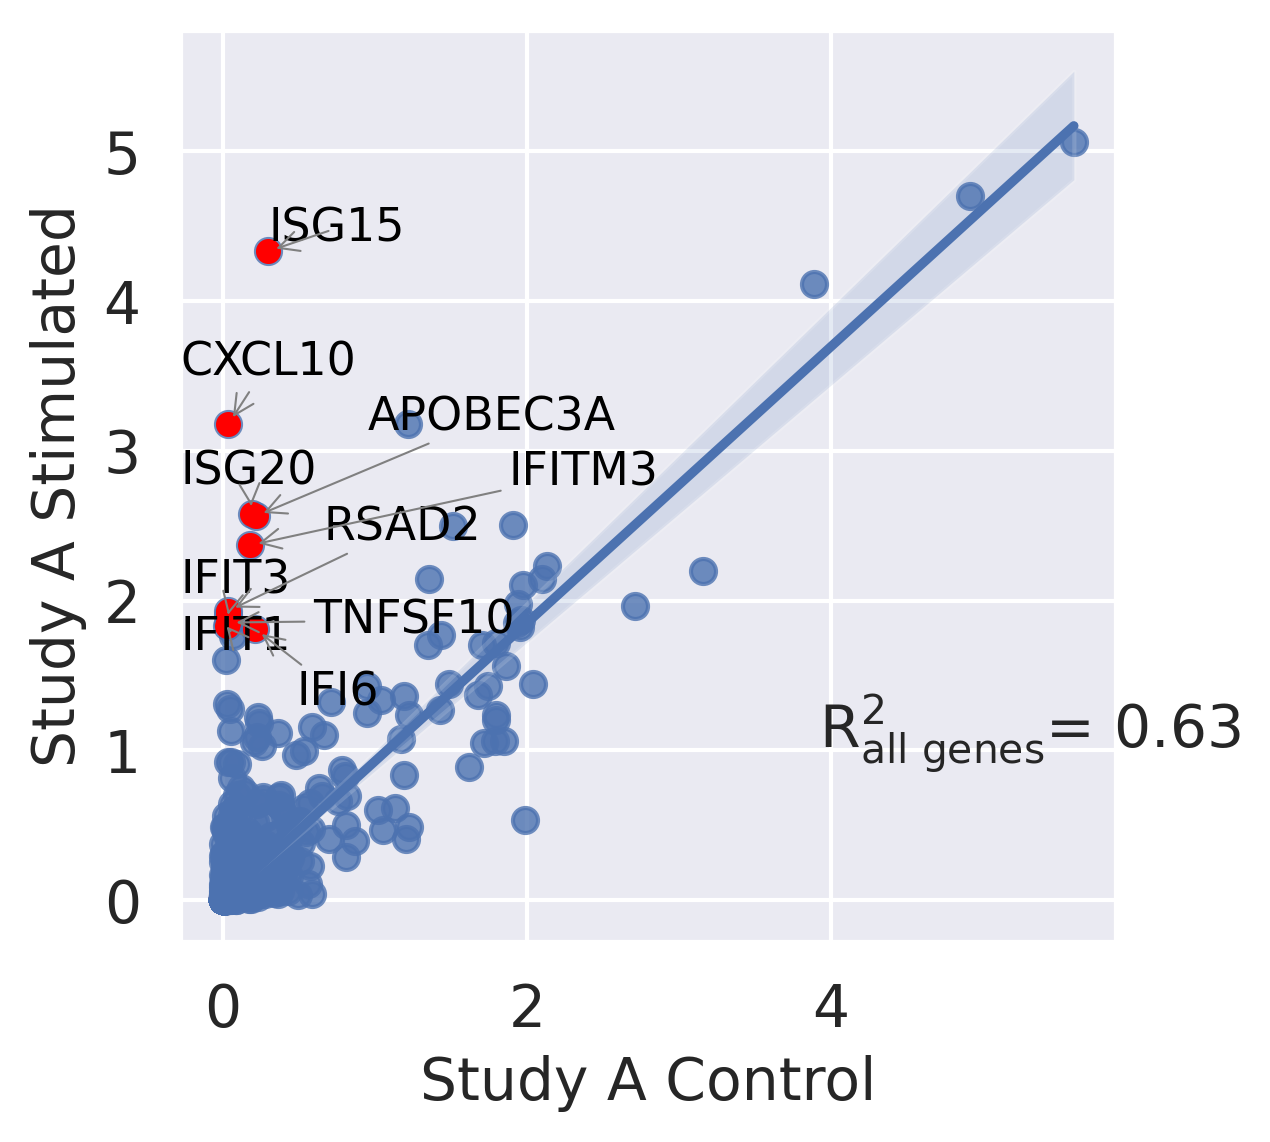 5
4
3
2
1
0
0
2
4
Study A Stimulated
Study A Control
ISG15
CXCL10
APOBEC3A
ISG20
IFITM3
RSAD2
IFIT3
TNFSF10
IFIT1
IFI6
R²all genes = 0.63